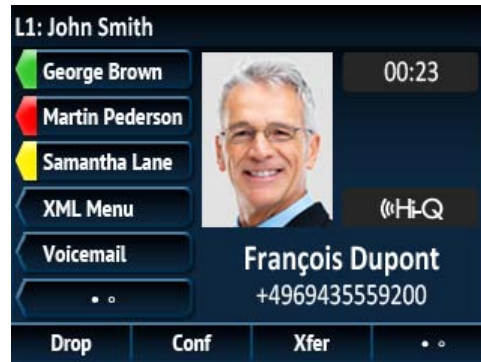 L1: John Smith
George Brown
00:23
Martin Pederson
Samantha Lane
XML Menu
Hi-Q
Voicemail
François Dupont
+4969435559200
Drop Conf Xfer